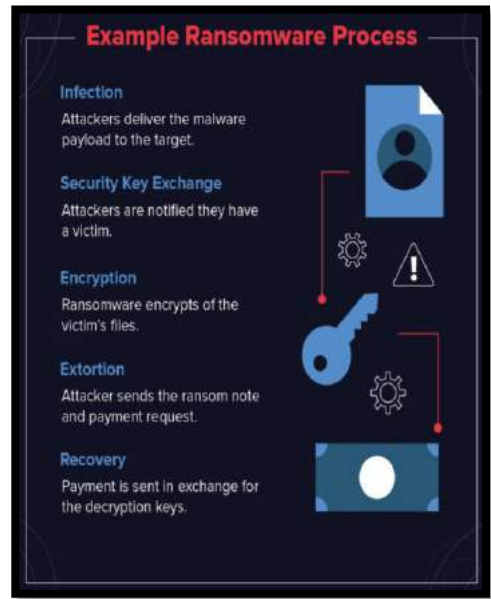 Example Ransomware Process
Infection
Attackers deliver the malware
payload to the target.
Security Key Exchange
Attackers are notified they have
a victim.
Encryption
Ransomware encrypts of the
victim's files.
Extortion
Attacker sends the ransom note
and payment request.
Recovery
Payment is sent in exchange for
the decryption keys.